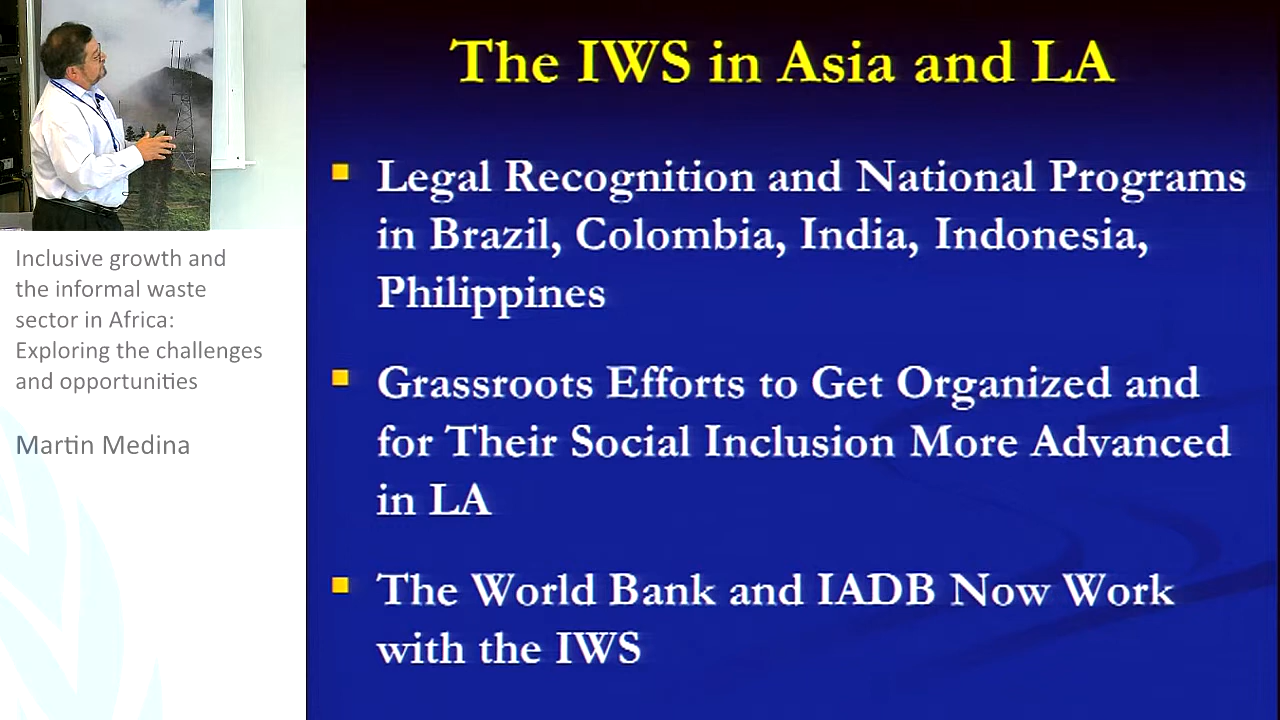 The IWS in Asia and LA
Legal Recognition and National Programs
in Brazil, Colombia, India, Indonesia,
Philippines
Grassroots Efforts to Get Organized and
for Their Social Inclusion More Advanced
in LA
The World Bank and IADB Now Work
with the IWS
Inclusive growth and
the informal waste
sector in Africa:
Exploring the challenges
and opportunities
Martin Medina